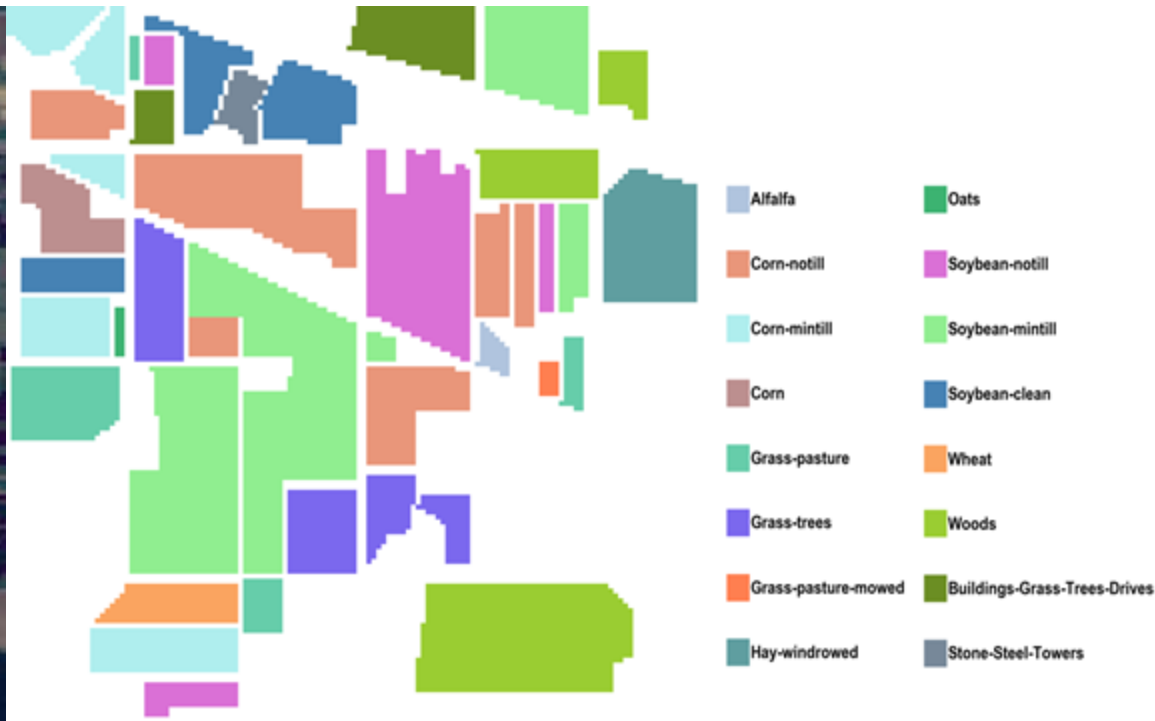 Alfalfa
Oats
Corn-notill
Soybean-notill
Corn-mintill
Soybean-mintill
Corn
Soybean-clean
Grass-pasture
Wheat
Grass-trees
Woods
Grass-pasture-mowed
Buildings-Grass-Trees-Drives
Hay-windrowed
Stone-Steel-Towers